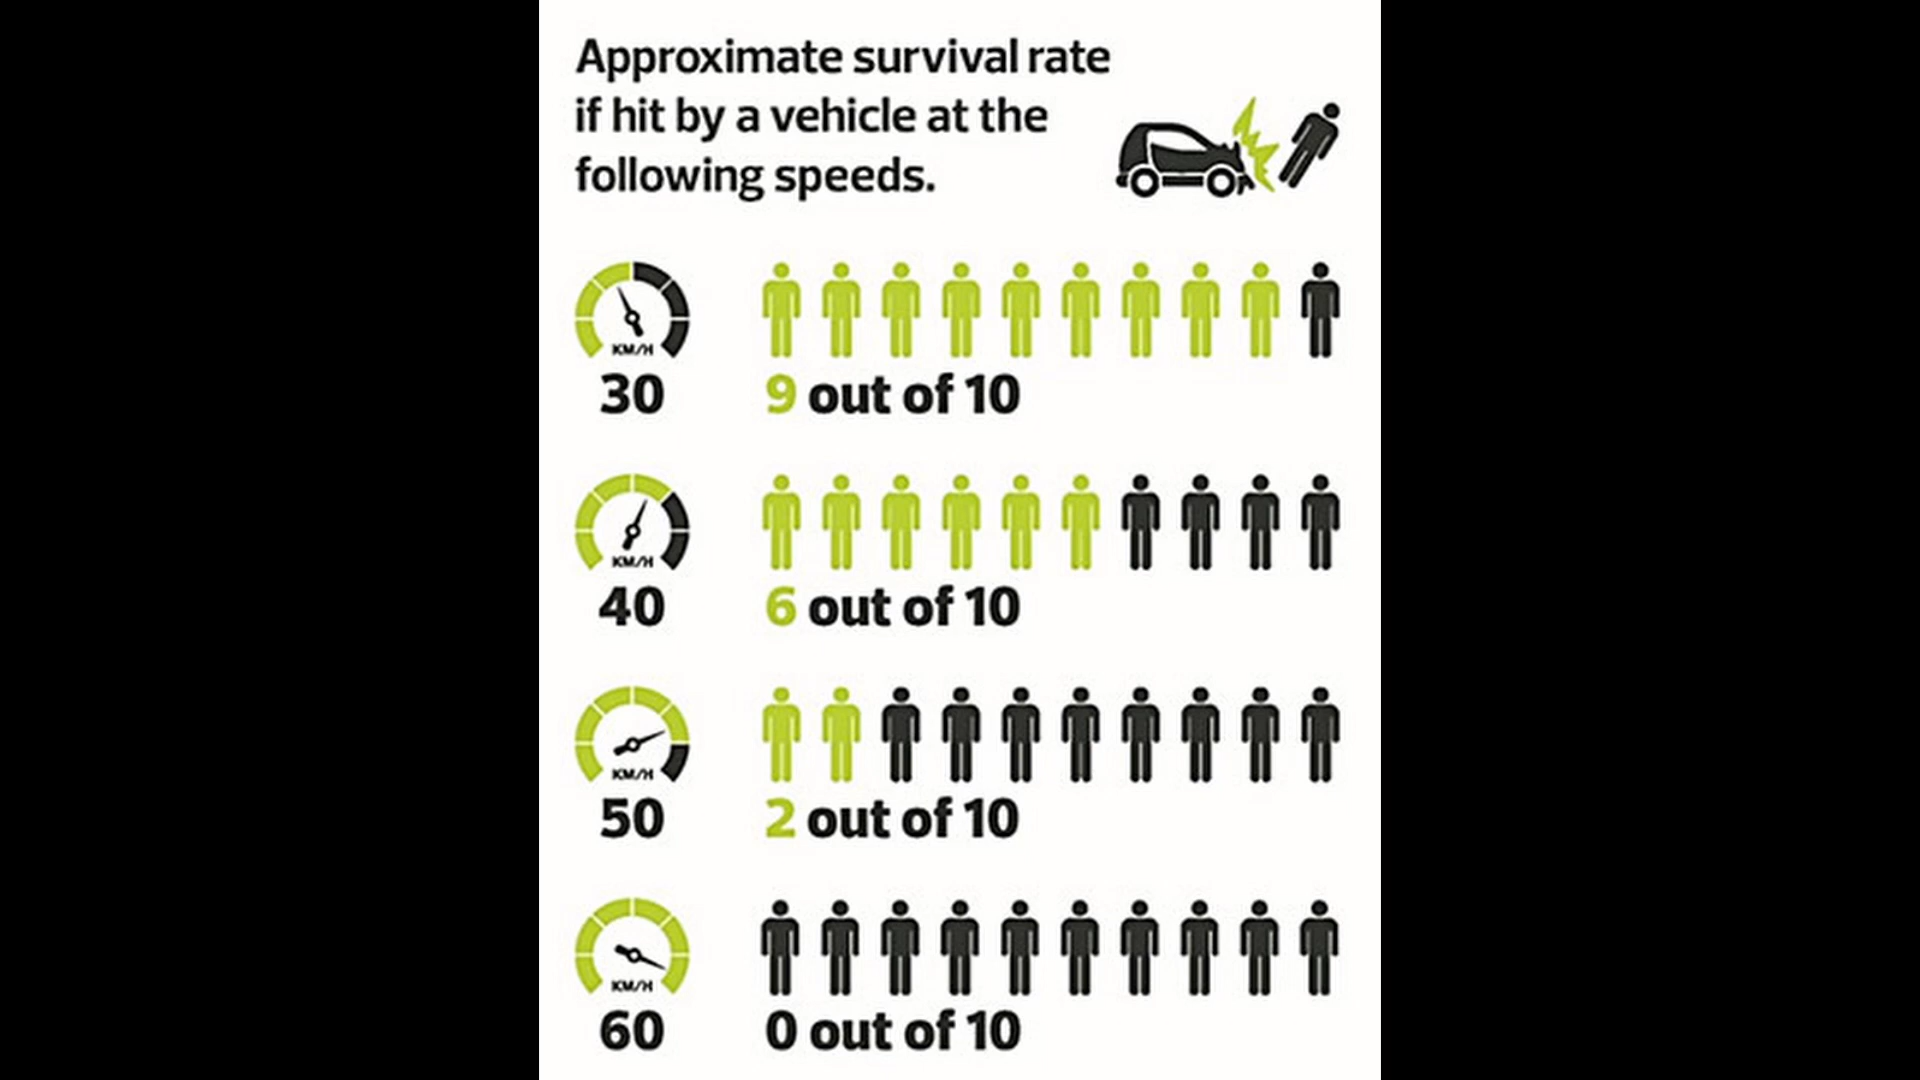 Approximate survival rate
if hit by a vehicle at the
following speeds.
KM/H
30
9 out of 10
KM/H
40
6 out of 10
KM/H
50
2 out of 10
KM/H
60
0 out of 10